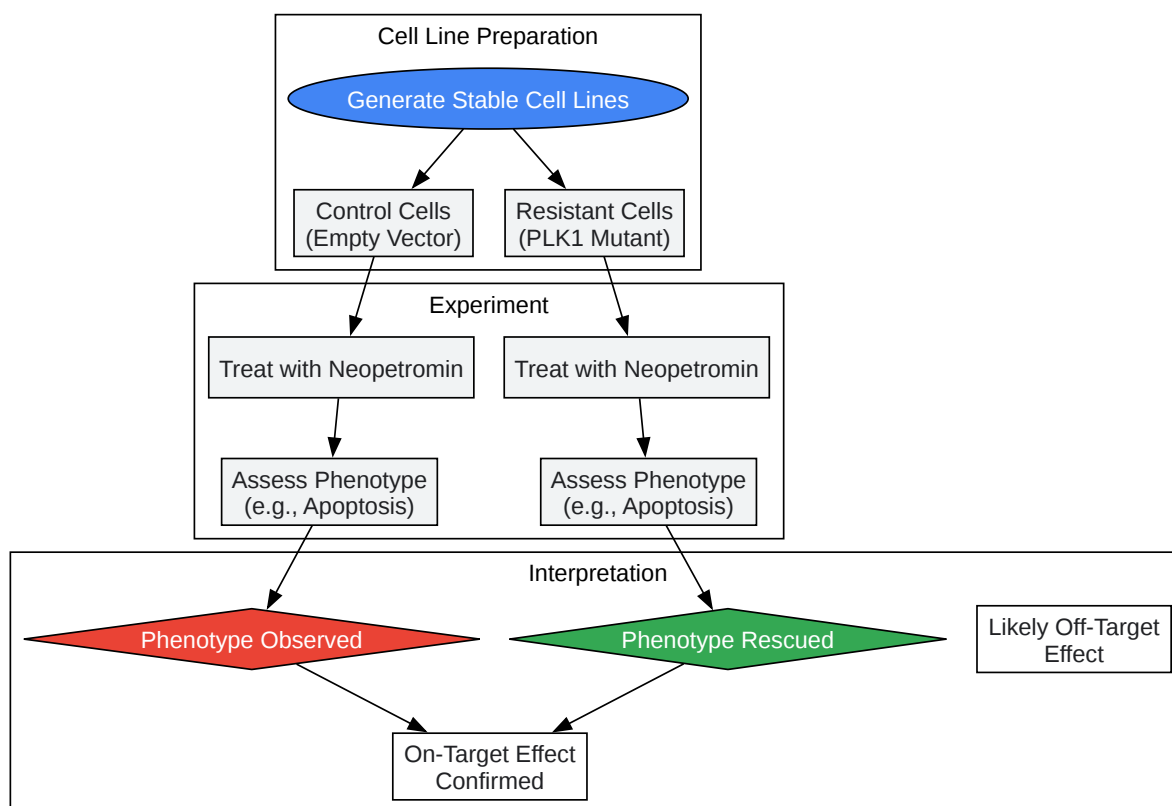 Cell Line Preparation
Generate Stable Cell Lines
Control Cells
(Empty Vector)
Resistant Cells
(PLK1 Mutant)
Experiment
Treat with Neopetromin
Treat with Neopetromin
Assess Phenotype
(e.g., Apoptosis)
Assess Phenotype
(e.g., Apoptosis)
Interpretation
Phenotype Observed
Phenotype Rescued
Likely Off-Target
Effect
On-Target Effect
Confirmed